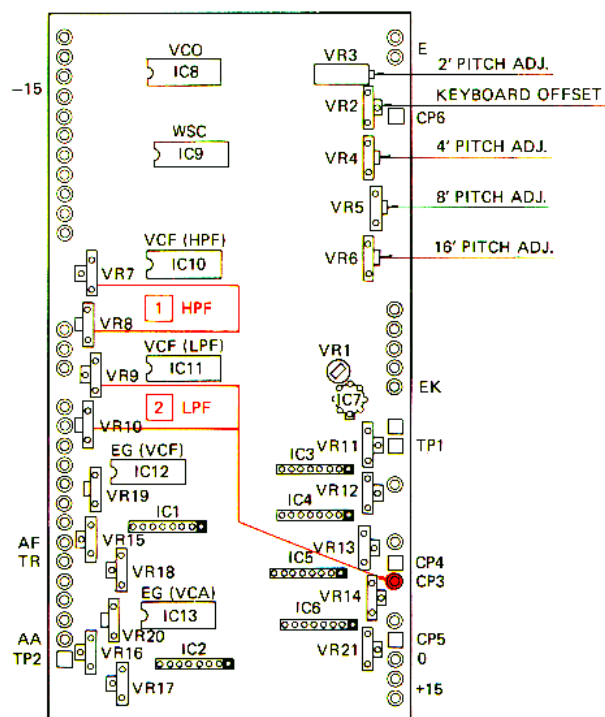 VCO
IC8
VR3
E
2' PITCH ADJ.
-15
VR2
KEYBOARD OFFSET
CP6
WSC
IC9
VR4
4' PITCH ADJ.
VR5
8' PITCH ADJ.
VCF (HPF)
IC10
VR6
16' PITCH ADJ.
VR7
1 HPF
VR8
VCF (LPF)
IC11
VR9
VR1
IC7
EK
2 LPF
VR10
EG (VCF)
IC12
VR11
TP1
IC3
VR12
VR19
IC1
IC4
AF
VR15
VR13
TR
VR18
IC5
CP4
CP3
EG (VCA)
IC13
VR14
VR20
IC6
AA
VR16
CP5
TP2
IC2
VR21
0
VR17
+15